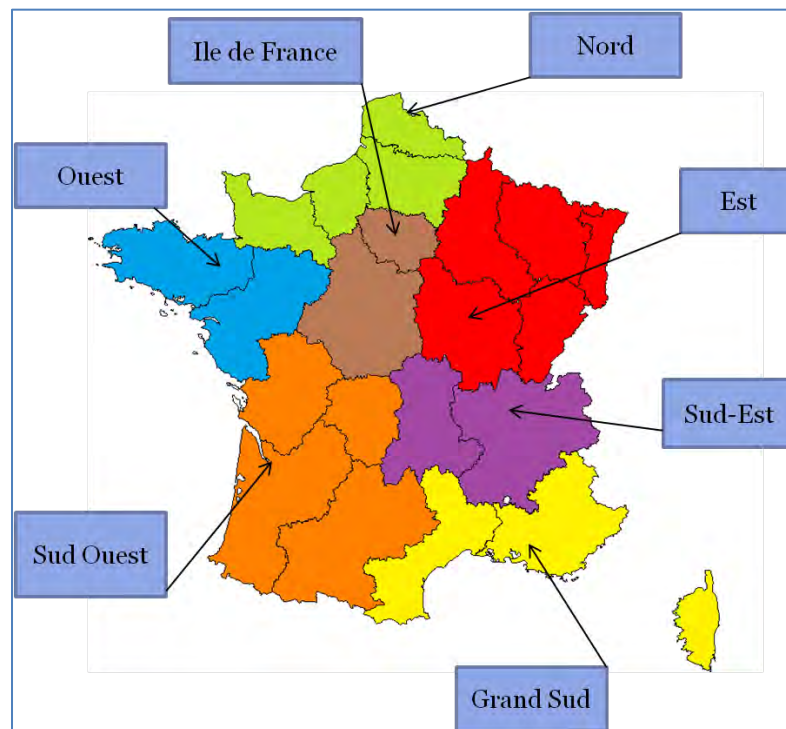 Ile de France
Nord
Ouest
Est
Sud-Est
Sud Ouest
Grand Sud